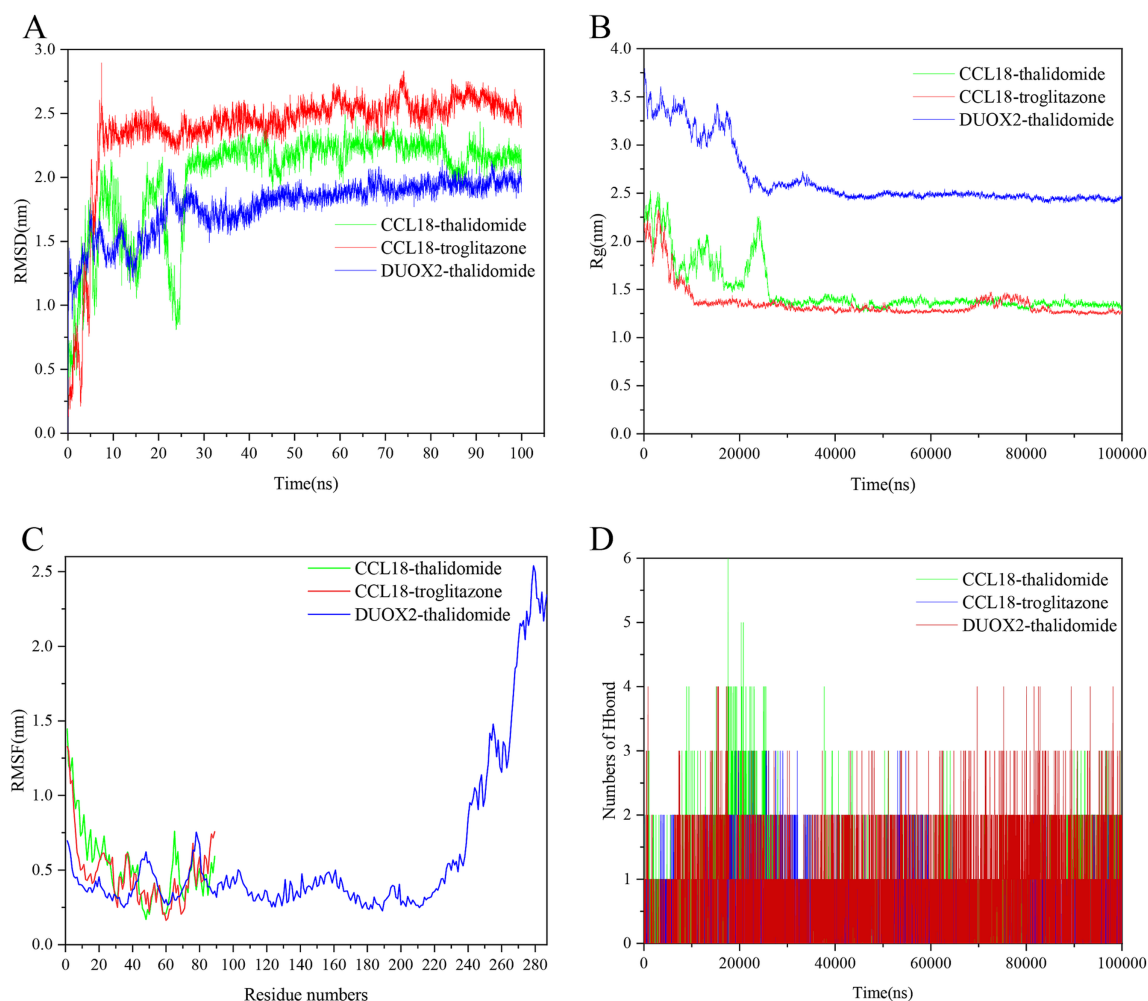 A
RMSD(nm)
3.0
2.5
2.0
1.5
1.0
0.5
0.0
CCL18-thalidomide
CCL18-troglitazone
DUOX2-thalidomide
0 10 20 30 40 50 60 70 80 90 100
Time(ns)
B
Rg(nm)
4.0
3.5
3.0
2.5
2.0
1.5
1.0
0.5
0.0
CCL18-thalidomide
CCL18-troglitazone
DUOX2-thalidomide
0 20000 40000 60000 80000 100000
Time(ns)
C
RMSF(nm)
2.5
2.0
1.5
1.0
0.5
0.0
CCL18-thalidomide
CCL18-troglitazone
DUOX2-thalidomide
0 20 40 60 80 100 120 140 160 180 200 220 240 260 280
Residue numbers
D
Numbers of Hbond
6
5
4
3
2
1
0
CCL18-thalidomide
CCL18-troglitazone
DUOX2-thalidomide
0 20000 40000 60000 80000 100000
Time(ns)